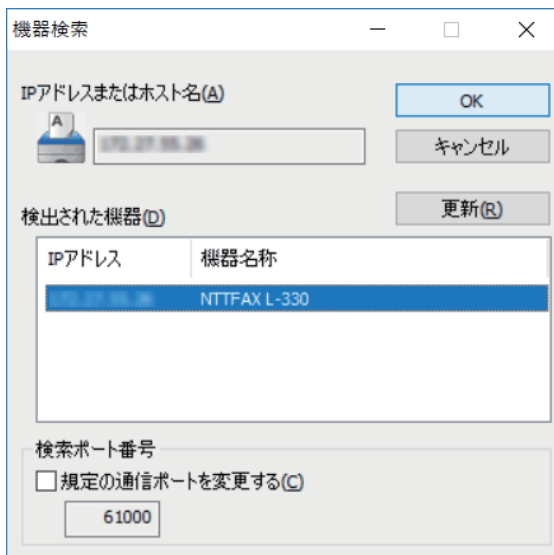 機器検索
IPアドレスまたはホスト名(A)
OK
A
キャンセル
更新(R)
検出された機器(D)
IPアドレス 機器名称
NTTFAX L-330
検索ポート番号
規定の通信ポートを変更する(C)
61000